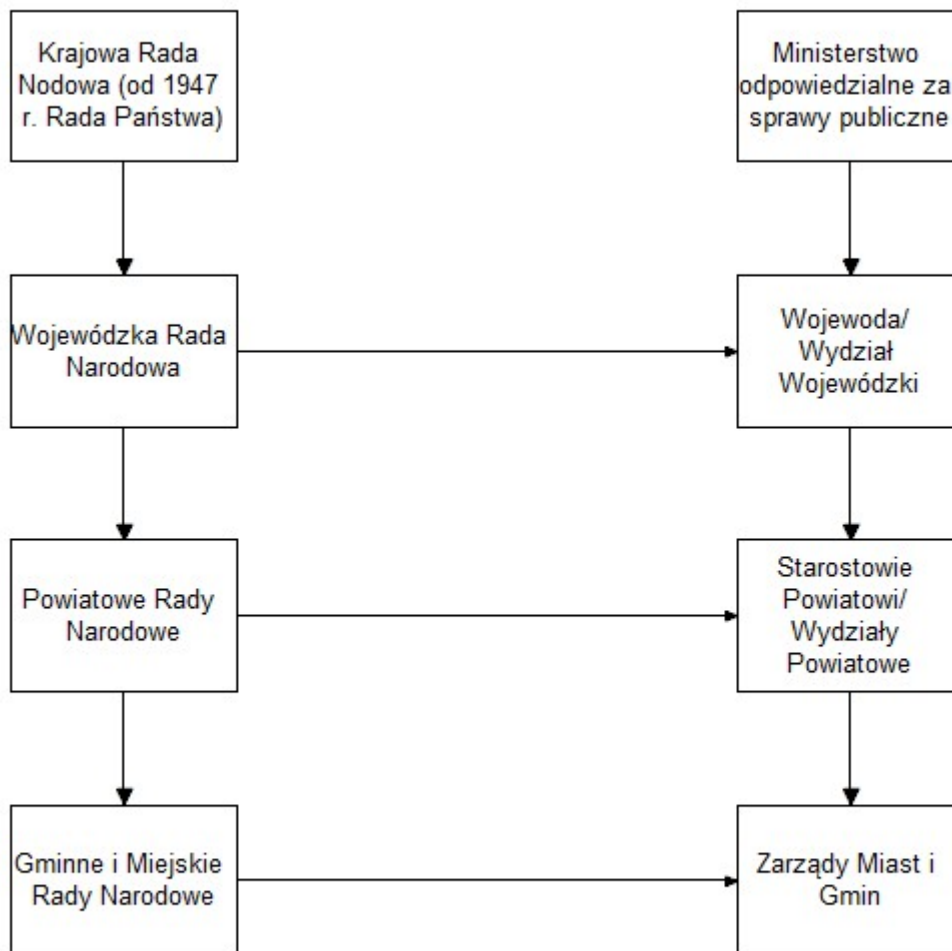 Krajowa Rada
Nodowa (od 1947
r. Rada Państwa)
Ministerstwo
odpowiedzialne za
sprawy publiczne
Wojewódzka Rada
Narodowa
Wojewoda/
Wydział
Wojewódzki
Powiatowe Rady
Narodowe
Starostowie
Powiatowi/
Wydziały
Powiatowe
Gminne i Miejskie
Rady Narodowe
Zarządy Miast i
Gmin